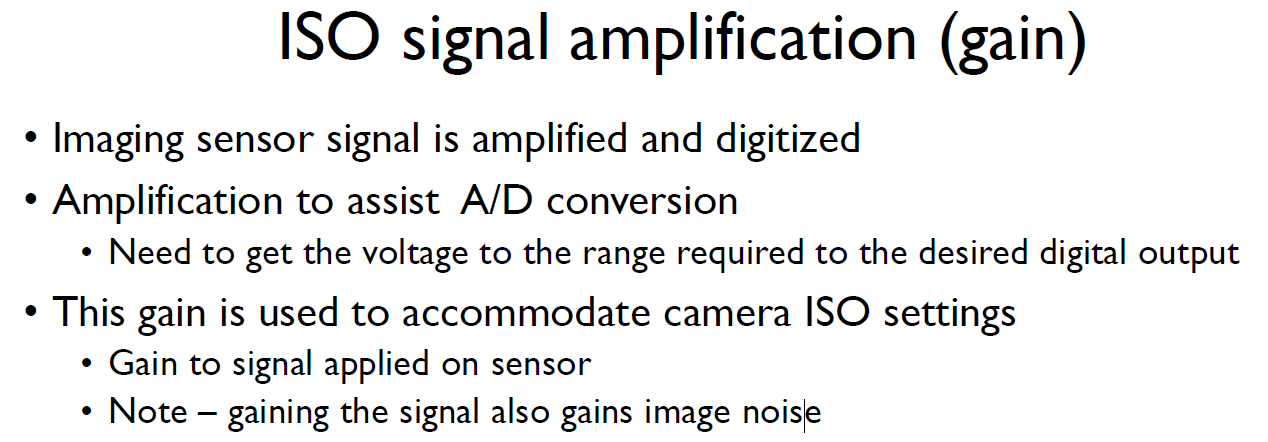 ISO signal amplification (gain)
• Imaging sensor signal is amplified and digitized
• Amplification to assist  A/D conversion
• Need to get the voltage to the range required to the desired digital output
• This gain is used to accommodate camera ISO settings
• Gain to signal applied on sensor
• Note – gaining the signal also gains image noise